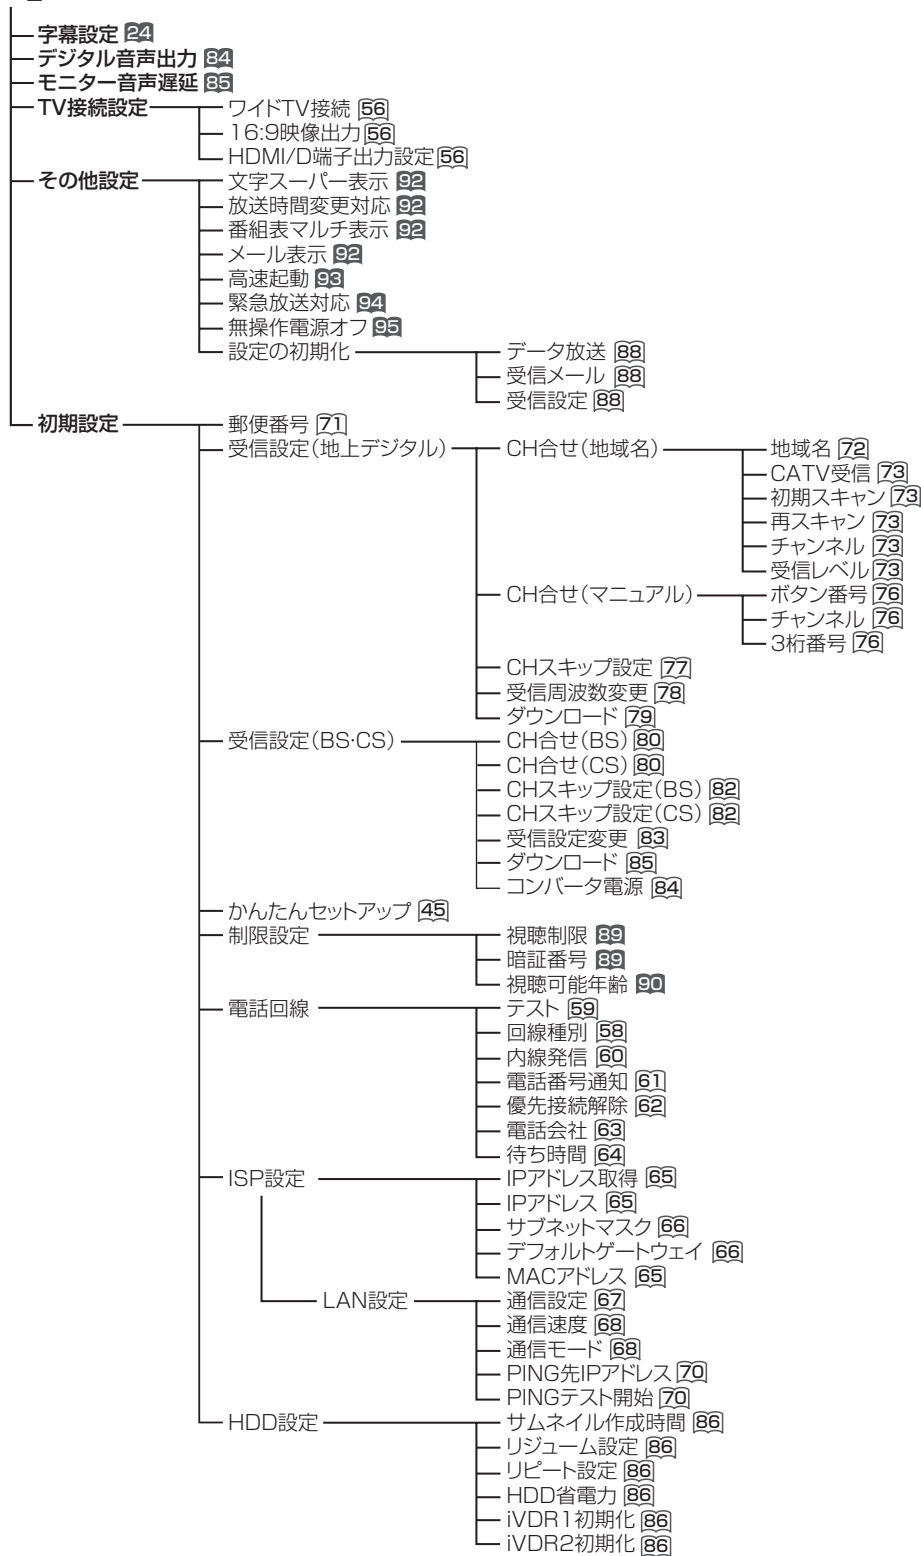 字幕設定 24
デジタル音声出力 84
モニター音声遅延 85
TV接続設定 ワイドTV接続 56
16:9映像出力 56
HDMI/D端子出力設定 56
その他設定 文字スーパー表示 92
放送時間変更対応 92
番組表マルチ表示 92
メール表示 92
高速起動 93
緊急放送対応 94
無操作電源オフ 95
設定の初期化 データ放送 88
受信メール 88
受信設定 88
初期設定 郵便番号 71
受信設定(地上デジタル) CH合せ(地域名) 地域名 72
CATV受信 73
初期スキャン 73
再スキャン 73
チャンネル 73
受信レベル 73
CH合せ(マニュアル) ボタン番号 76
チャンネル 76
3桁番号 76
CHスキップ設定 77
受信周波数変更 78
ダウンロード 79
受信設定(BS·CS) CH合せ(BS) 80
CH合せ(CS) 80
CHスキップ設定(BS) 82
CHスキップ設定(CS) 82
受信設定変更 83
ダウンロード 85
コンバータ電源 84
かんたんセットアップ 45
制限設定 視聴制限 89
暗証番号 89
視聴可能年齢 90
電話回線 テスト 59
回線種別 58
内線発信 60
電話番号通知 61
優先接続解除 62
電話会社 63
待ち時間 64
ISP設定 IPアドレス取得 65
IPアドレス 65
サブネットマスク 66
デフォルトゲートウェイ 66
MACアドレス 65
LAN設定 通信設定 67
通信速度 68
通信モード 68
PING先IPアドレス 70
PINGテスト開始 70
HDD設定 サムネイル作成時間 86
リジューム設定 86
リピート設定 86
HDD省電力 86
iVDR1初期化 86
iVDR2初期化 86